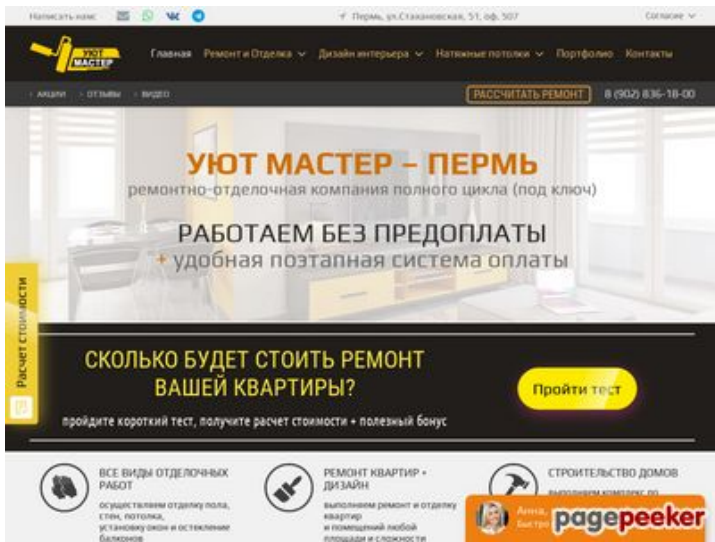 Написать нам:
г. Пермь, ул.Стахановская, 51, оф. 507
Согласие
УЮТ
МАСТЕР
Главная Ремонт и Отделка Дизайн интерьера Натяжные потолки Портфолио Контакты
АКЦИИ ОТЗЫВЫ ВИДЕО
РАССЧИТАТЬ РЕМОНТ 8 (902) 836-18-00
УЮТ МАСТЕР – ПЕРМЬ
ремонтно-отделочная компания полного цикла (под ключ)
РАБОТАЕМ БЕЗ ПРЕДОПЛАТЫ
+ удобная поэтапная система оплаты
Расчет стоимости
СКОЛЬКО БУДЕТ СТОИТЬ РЕМОНТ
ВАШЕЙ КВАРТИРЫ?
Пройти тест
пройдите короткий тест, получите расчет стоимости + полезный бонус
ВСЕ ВИДЫ ОТДЕЛОЧНЫХ
РАБОТ
осуществляем отделку пола,
стен, потолка,
установку окон и остекление
балконов
РЕМОНТ КВАРТИР +
ДИЗАЙН
выполняем ремонт и отделку
квартир
и помещений любой
площади и сложности
СТРОИТЕЛЬСТВО ДОМОВ
выполняем комплекс по
Анна,
Быстро
pagepeeker